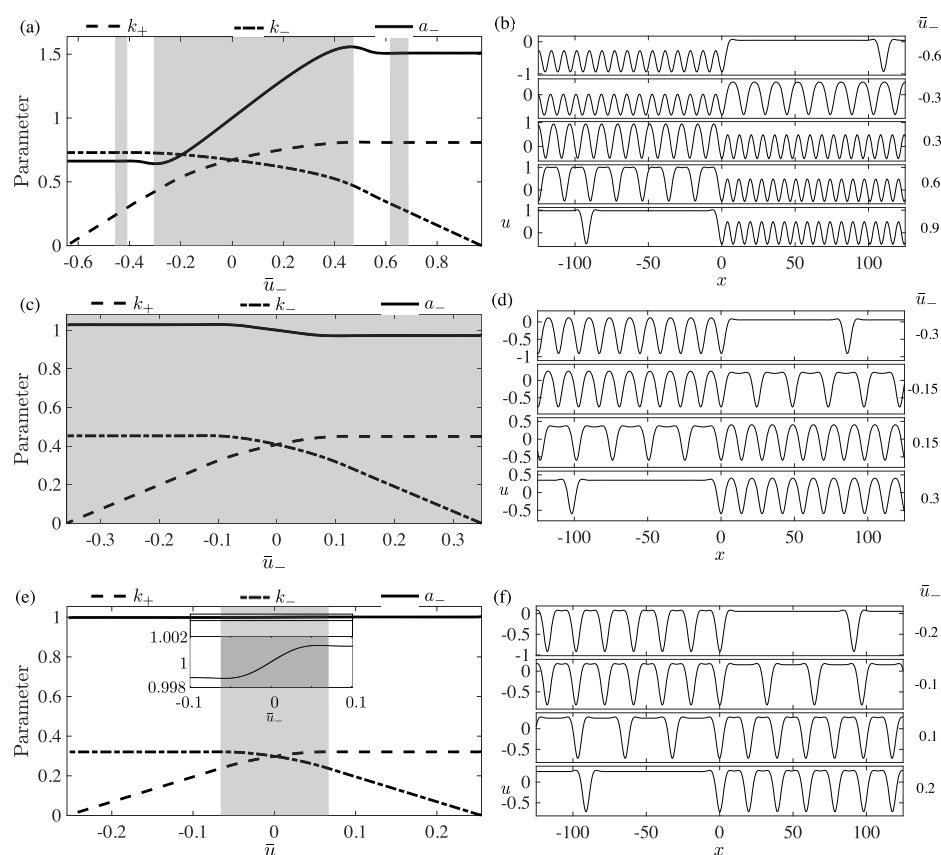 (a) k₊ k₋ a₋
1.5
1
0.5
0
Parameter
-0.6 -0.4 -0.2 0 0.2 0.4 0.6 0.8
ū₋
(b) ū₋
0
-1
-0.6
0
-0.3
1
0
0.3
1
0
0.6
1
0
u
0.9
-100 -50 0 50 100
x
(c) k₊ k₋ a₋
1
0.8
0.6
0.4
0.2
0
Parameter
-0.3 -0.2 -0.1 0 0.1 0.2 0.3
ū₋
(d) ū₋
0
-0.5
-1
-0.3
0
-0.5
-0.15
0.5
0
-0.5
0.15
0.5
0
-0.5
u
0.3
-100 -50 0 50 100
x
(e) k₊ k₋ a₋
1
0.8
0.6
0.4
0.2
0
Parameter
1.002
1
0.998
-0.1 0 0.1
ū₋
-0.2 -0.1 0 0.1 0.2
ū
(f) ū₋
0
-0.5
-1
-0.2
0
-0.5
-0.1
0
-0.5
0.1
0
-0.5
u
0.2
-100 -50 0 50 100
x